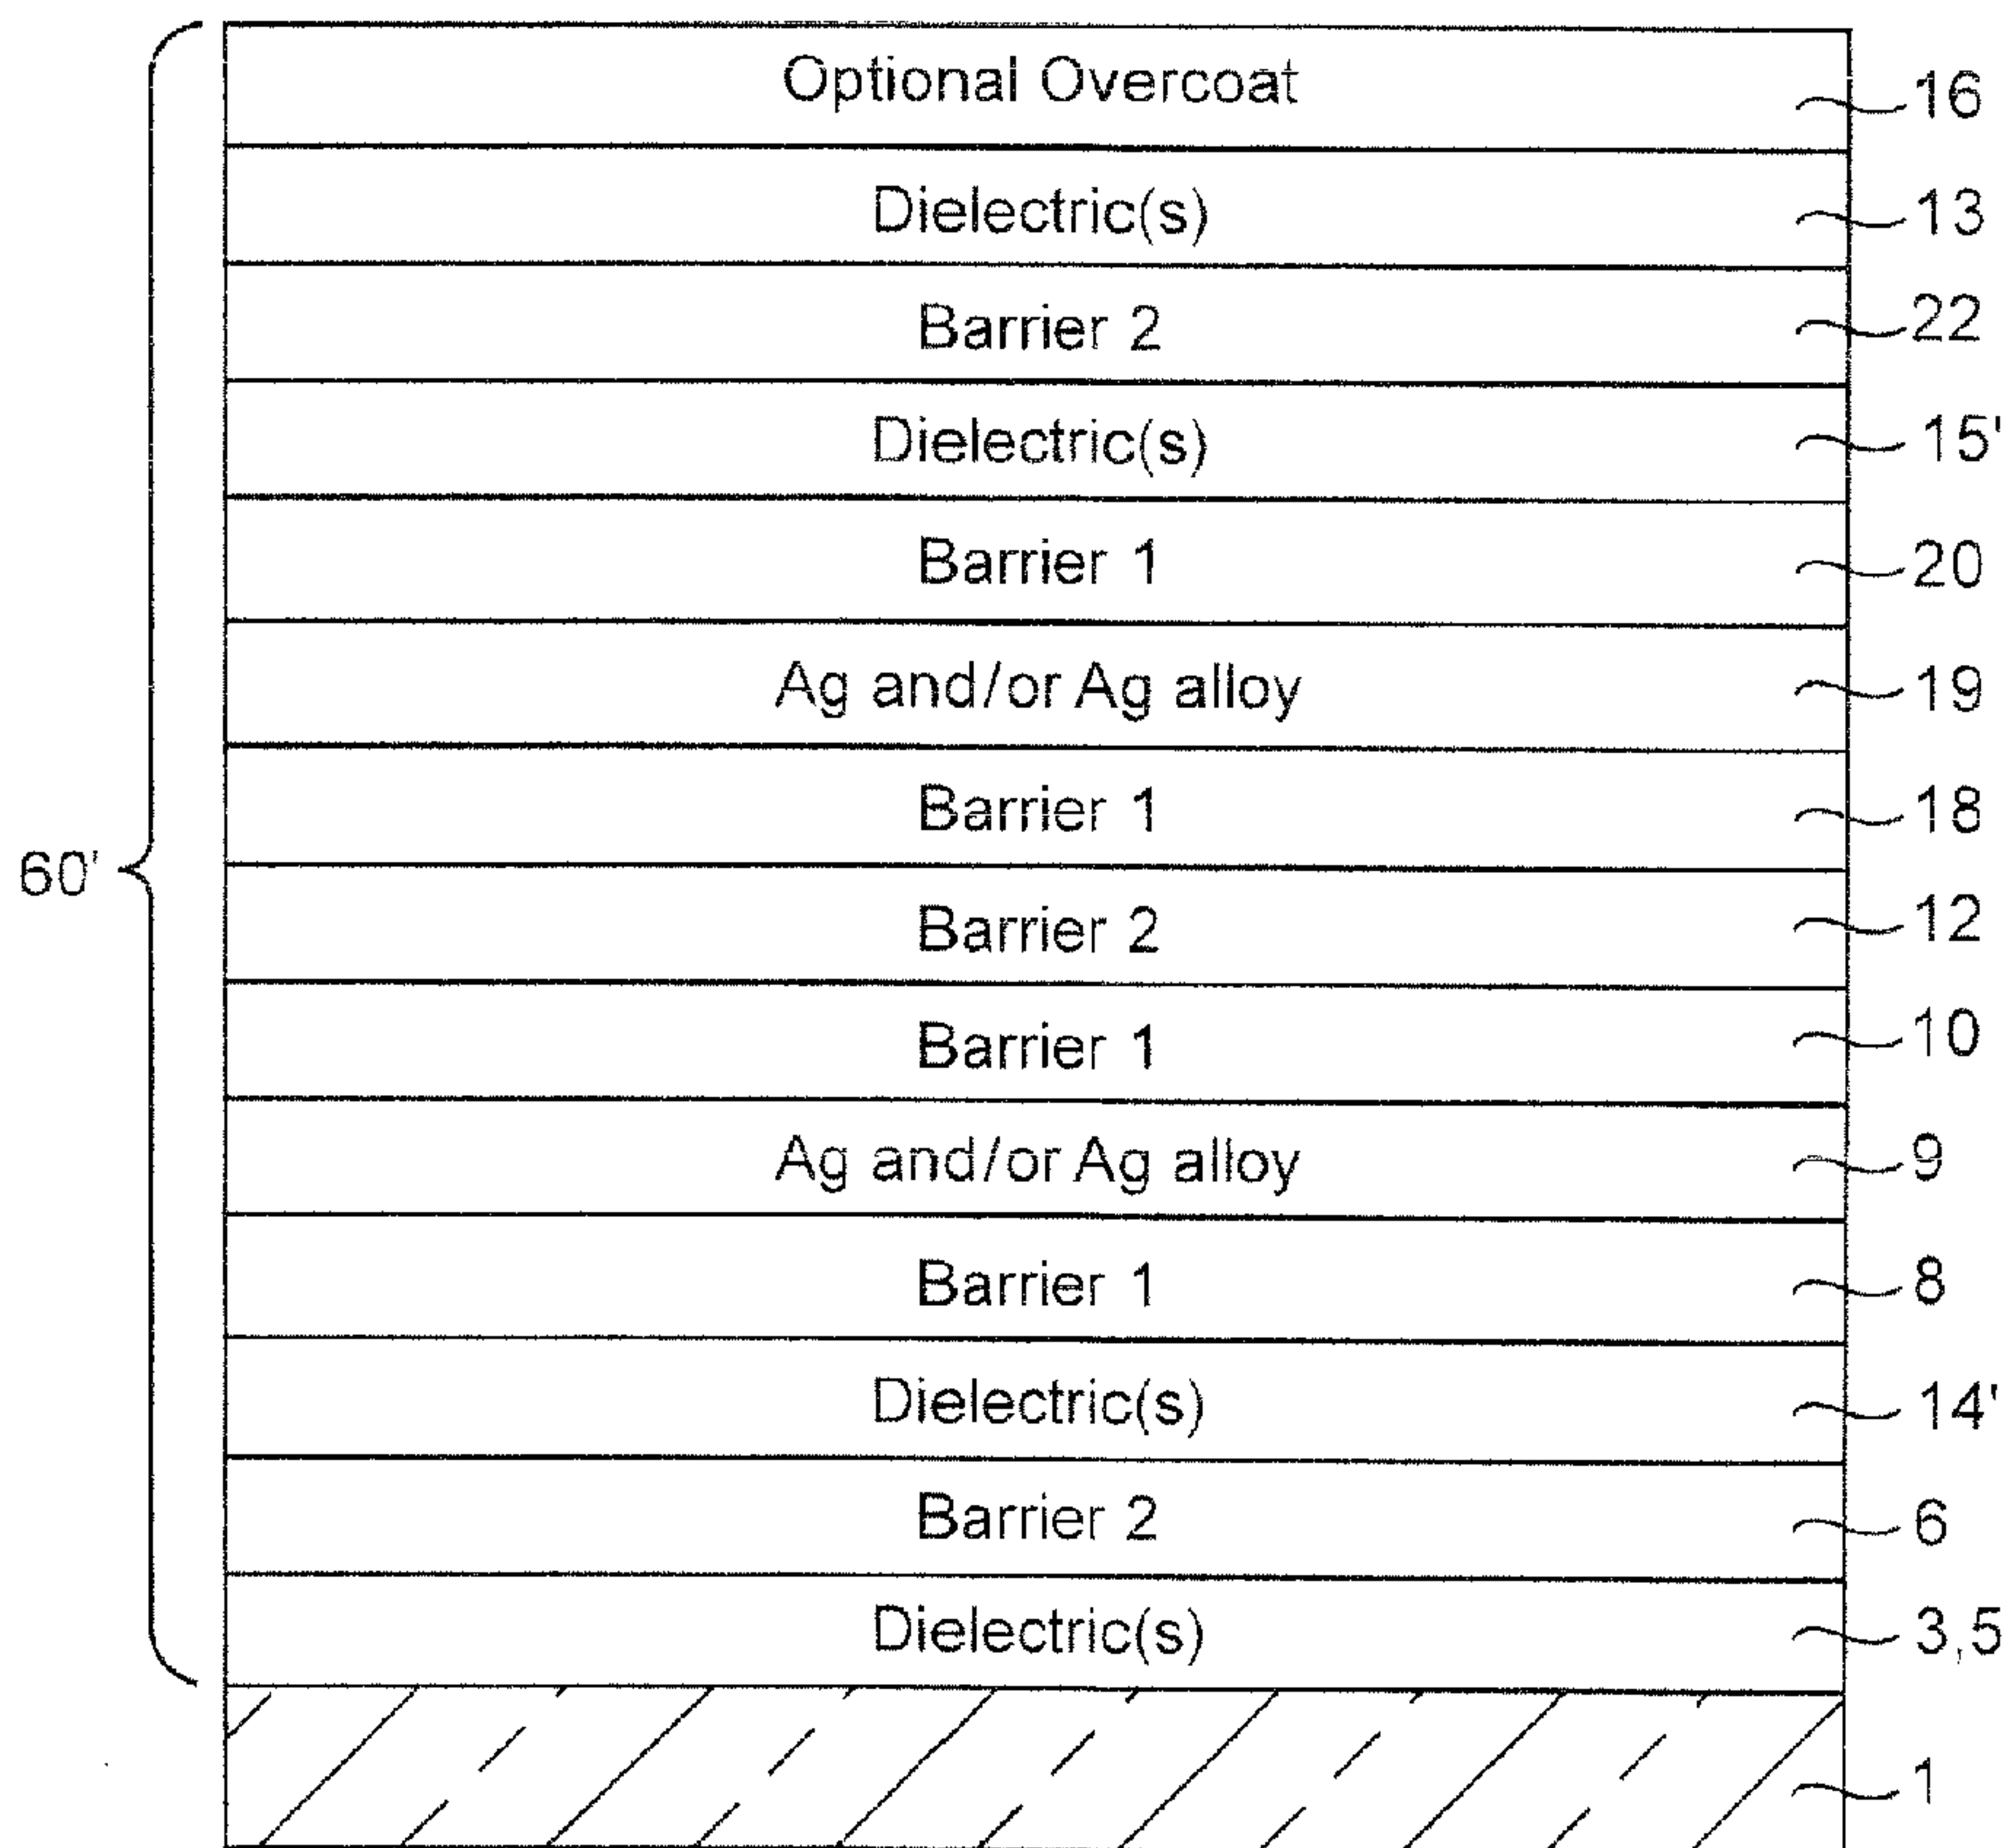 Optional Overcoat 16
Dielectric(s) 13
Barrier 2 22
Dielectric(s) 15'
Barrier 1 20
Ag and/or Ag alloy 19
Barrier 1 18
60'
Barrier 2 12
Barrier 1 10
Ag and/or Ag alloy 9
Barrier 1 8
Dielectric(s) 14'
Barrier 2 6
Dielectric(s) 3,5
1